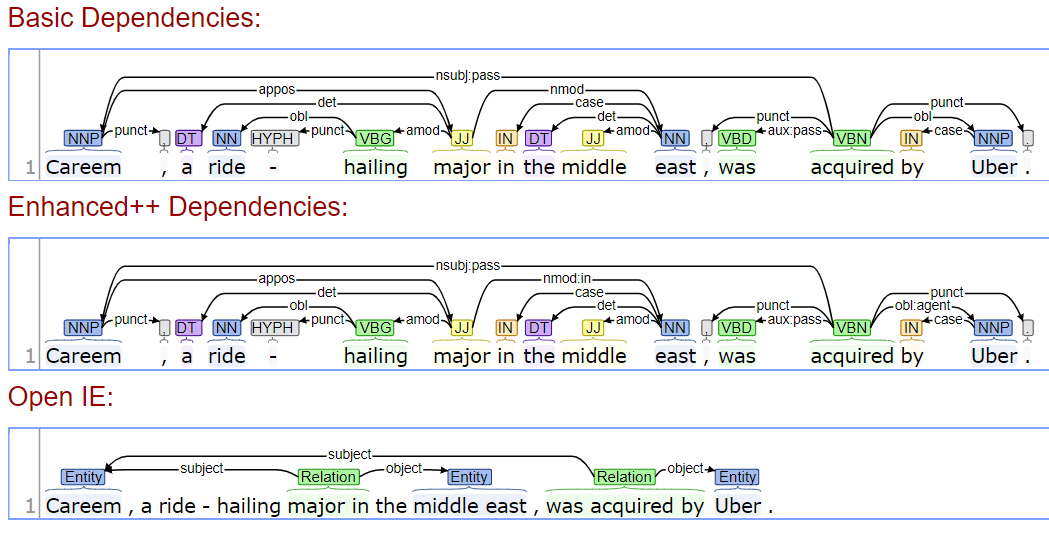 Basic Dependencies:
nsubj:pass
appos nmod
det case
obl det punct punct obl
punct punct amod amod aux:pass case
NNP , DT NN HYPH VBG JJ IN DT JJ NN , VBD VBN IN NNP .
1 Careem , a ride - hailing major in the middle east , was acquired by Uber .
Enhanced++ Dependencies:
nsubj:pass
appos nmod:in
det case
obl det punct punct obl:agent
punct punct amod amod aux:pass case
NNP , DT NN HYPH VBG JJ IN DT JJ NN , VBD VBN IN NNP .
1 Careem , a ride - hailing major in the middle east , was acquired by Uber .
Open IE:
subject
subject object object
Entity Relation Entity Relation Entity
1 Careem , a ride - hailing major in the middle east , was acquired by Uber .